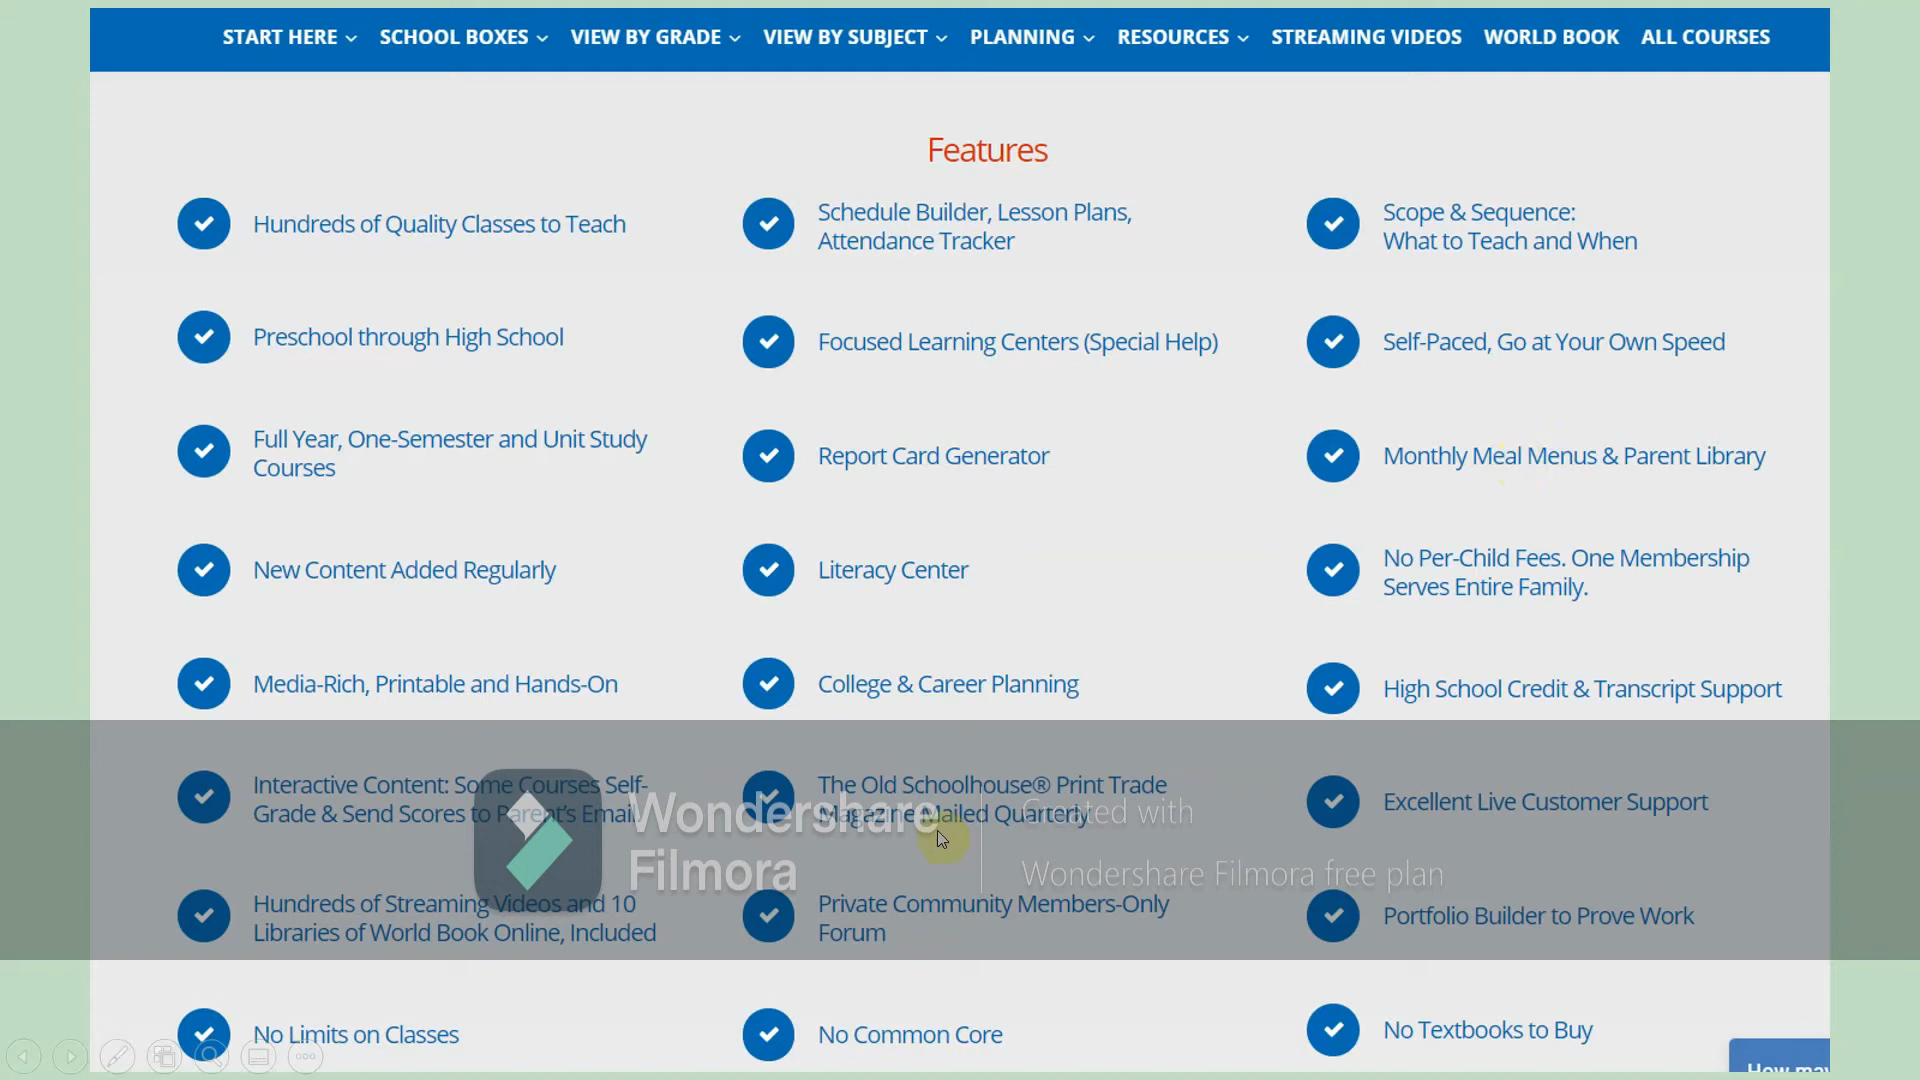 START HERE SCHOOL BOXES VIEW BY GRADE VIEW BY SUBJECT PLANNING RESOURCES STREAMING VIDEOS WORLD BOOK ALL COURSES
Features
Hundreds of Quality Classes to Teach
Schedule Builder, Lesson Plans,
Attendance Tracker
Scope & Sequence:
What to Teach and When
Preschool through High School
Focused Learning Centers (Special Help)
Self-Paced, Go at Your Own Speed
Full Year, One-Semester and Unit Study
Courses
Report Card Generator
Monthly Meal Menus & Parent Library
New Content Added Regularly
Literacy Center
No Per-Child Fees. One Membership
Serves Entire Family.
Media-Rich, Printable and Hands-On
College & Career Planning
High School Credit & Transcript Support
Interactive Content: Some Courses Self-
Grade & Send Scores to Parent's Email
The Old Schoolhouse® Print Trade
Magazine Mailed Quarterly
Excellent Live Customer Support
Wondershare
Filmora
Created with
Wondershare Filmora free plan
Hundreds of Streaming Videos and 10
Libraries of World Book Online, Included
Private Community Members-Only
Forum
Portfolio Builder to Prove Work
No Limits on Classes
No Common Core
No Textbooks to Buy
How may